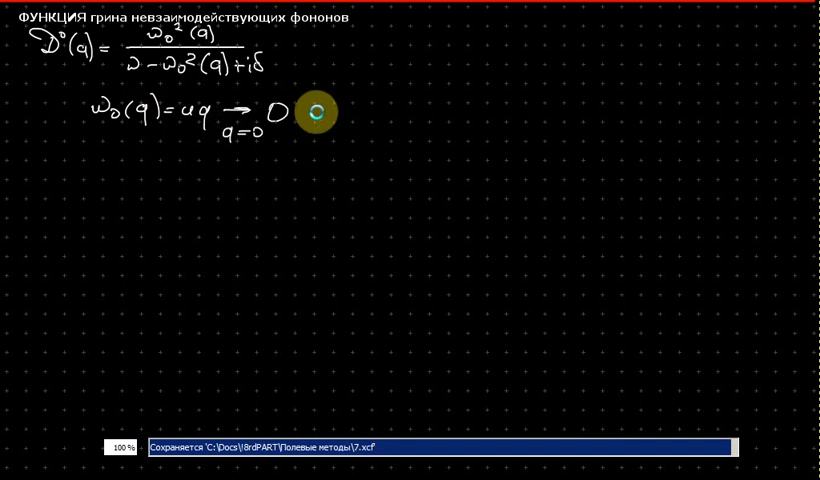 ФУНКЦИЯ грина невзаимодействующих фононов
D⁰(q) = ω₀²(q) / ω − ω₀²(q) + iδ
ω₀(q) = uq → 0
q=0
100 % Сохраняется 'C:\Docs\!8rdPART\Полевые методы\7.xcf'